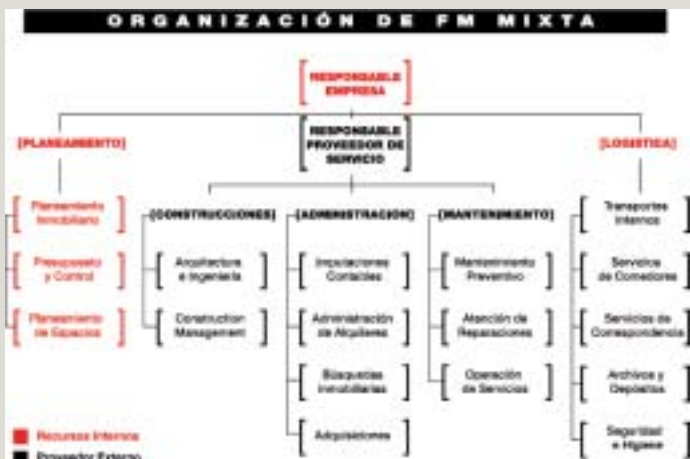 ORGANIZACIÓN DE FM MIXTA
[RESPONSABLE
EMPRESA]
[PLANEAMIENTO]
[RESPONSABLE
PROVEEDOR DE
SERVICIO]
[LOGISTICA]
[Planeamiento
Inmobiliario]
[Presupuesto
y Control]
[Planeamiento
de Espacios]
[CONSTRUCCIONES]
[Arquitectura
e Ingeniería]
[Construction
Management]
[ADMINISTRACIÓN]
[Imputaciones
Contables]
[Administración
de Alquileres]
[Búsquedas
Inmobiliarias]
[Adquisiciones]
[MANTENIMIENTO]
[Mantenimiento
Preventivo]
[Atención de
Reparaciones]
[Operación
de Servicios]
[Transportes
Internos]
[Servicios
de Comedores]
[Servicios de
Correspondencia]
[Archivos y
Depósitos]
[Seguridad
e Higiene]
Recursos Internos
Proveedor Externo